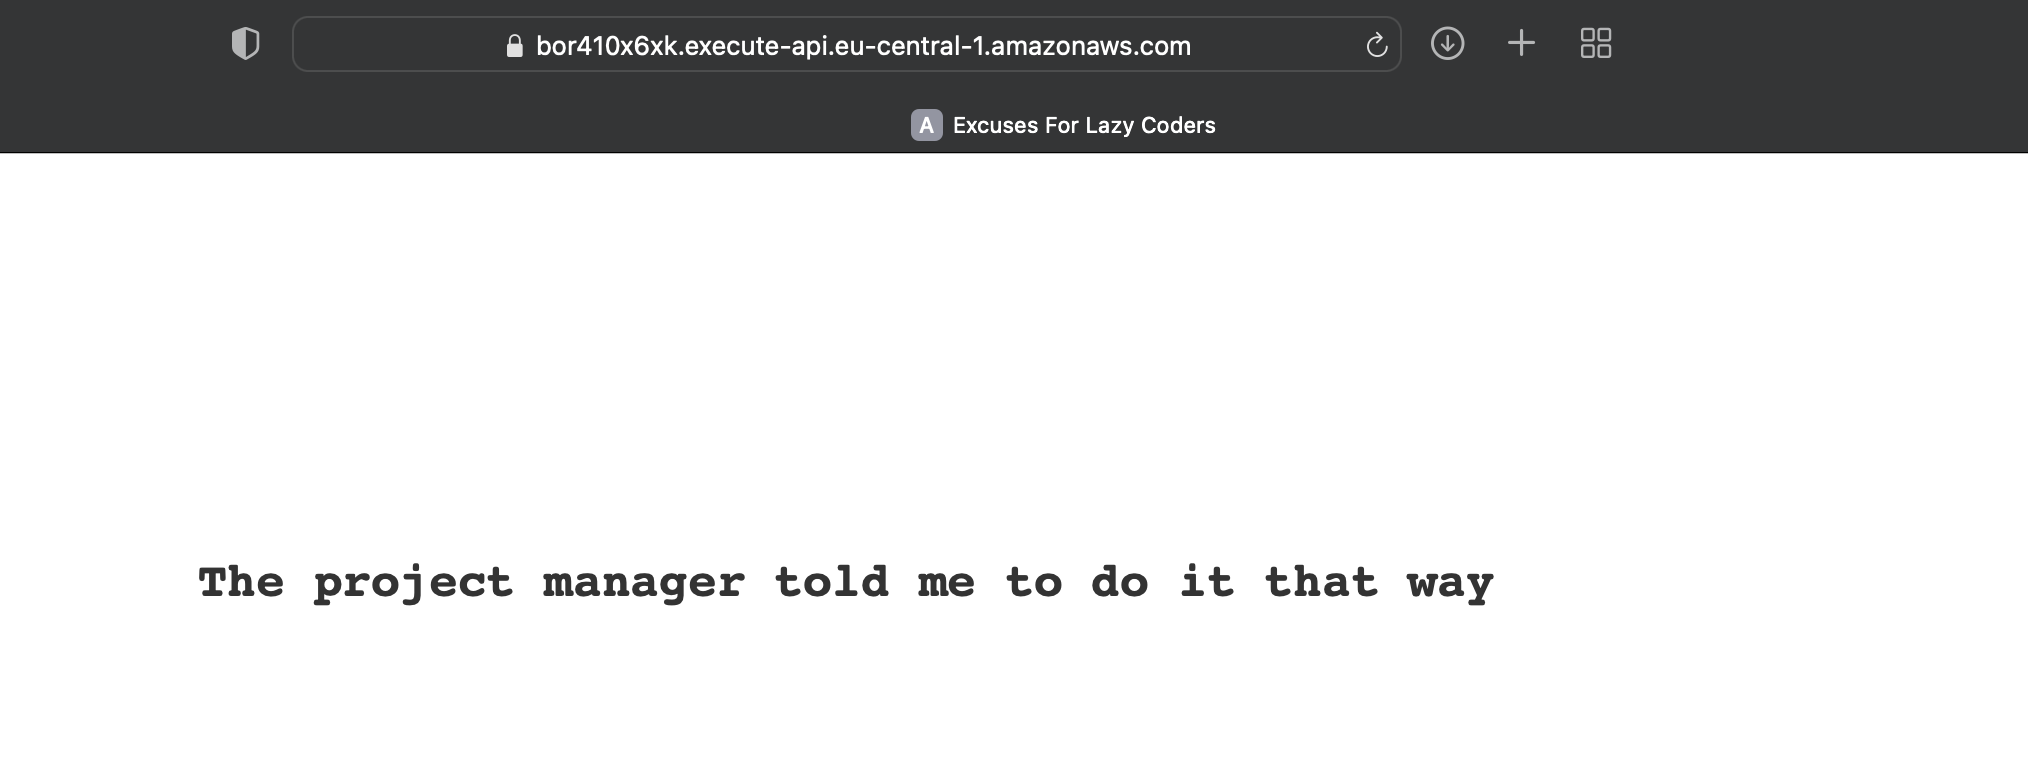 bor410x6xk.execute-api.eu-central-1.amazonaws.com
A Excuses For Lazy Coders
The project manager told me to do it that way